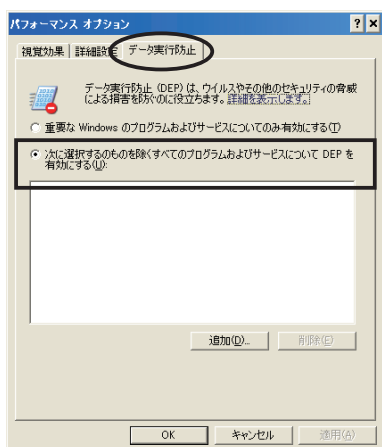 パフォーマンス オプション
視覚効果 詳細設定 データ実行防止
データ実行防止 (DEP) は、ウイルスやその他のセキュリティの脅威
による損害を防ぐのに役立ちます。詳細を表示します。
重要な Windows のプログラムおよびサービスについてのみ有効にする(T)
次に選択するのものを除くすべてのプログラムおよびサービスについて DEP を
有効にする(U):
追加(D)... 削除(E)
OK キャンセル 適用(A)